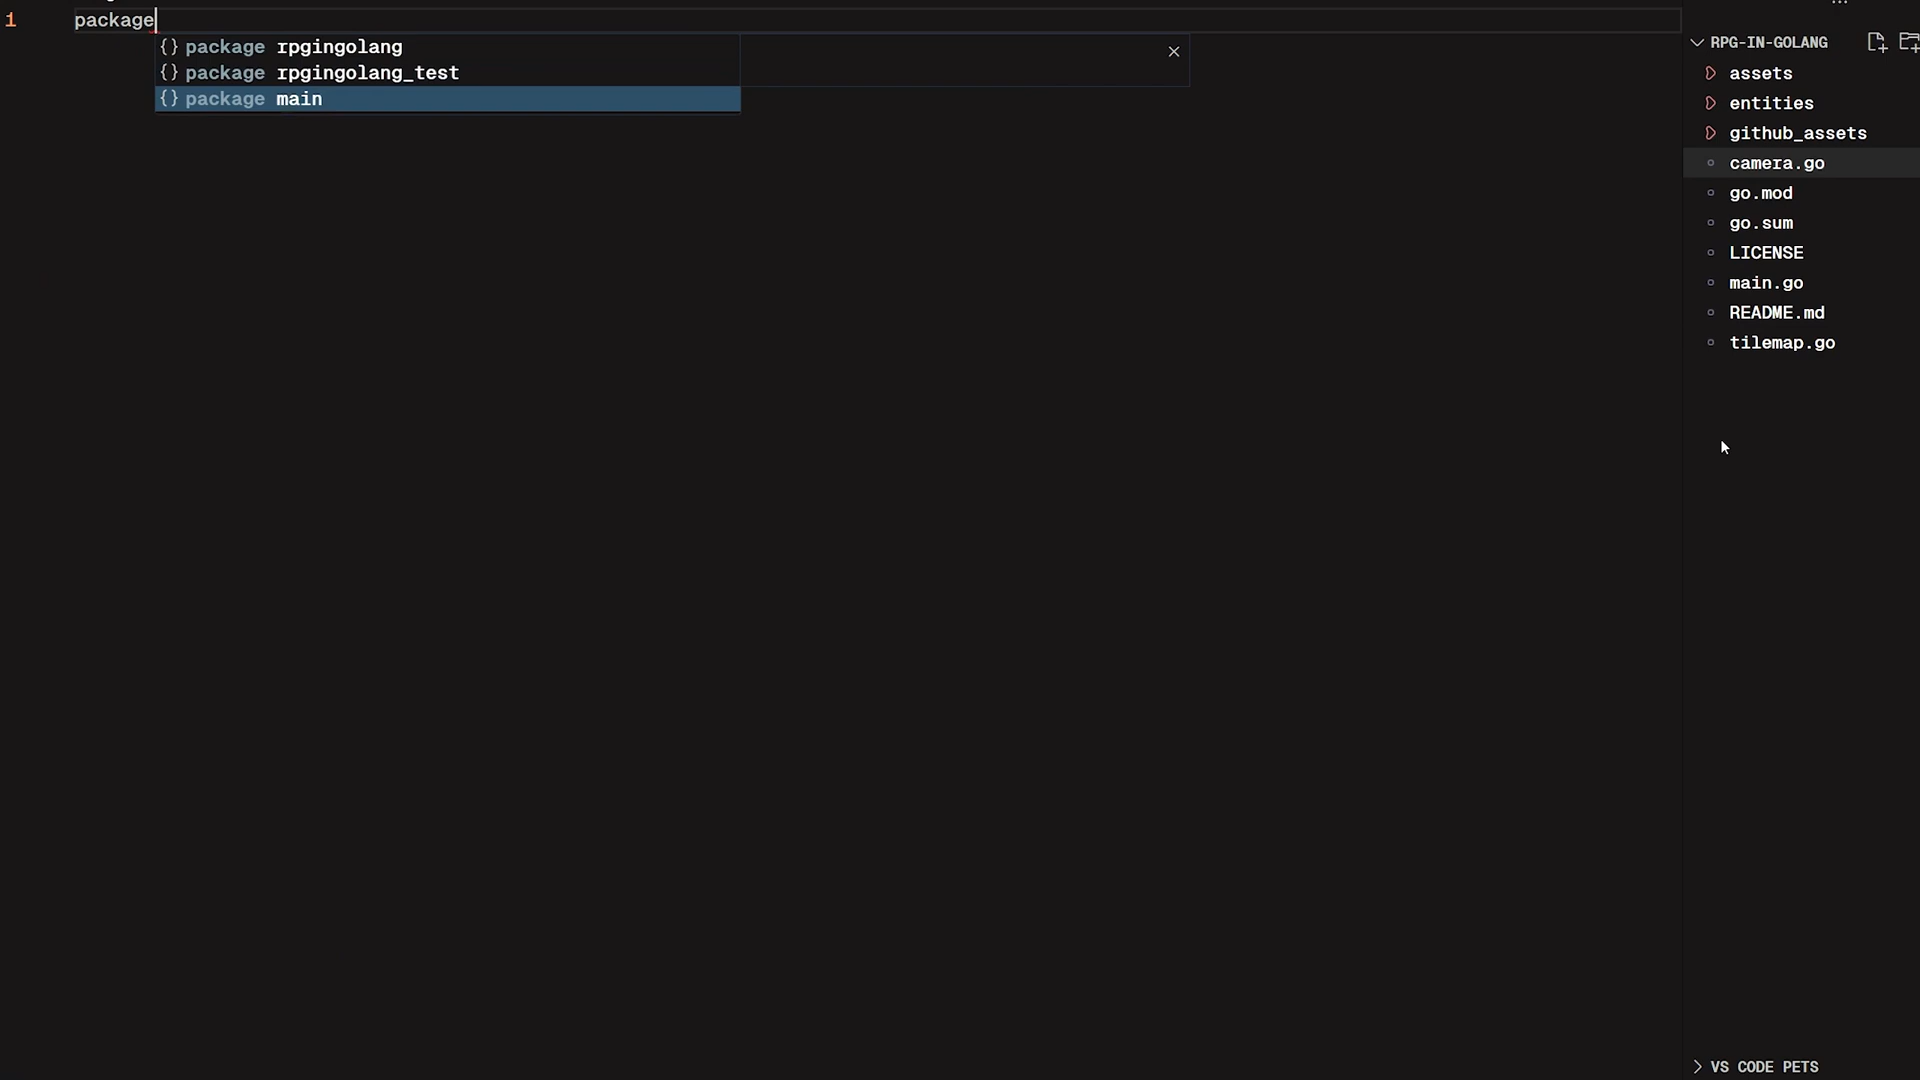 1 package
package rpgingolang
package rpgingolang_test
package main
RPG-IN-GOLANG
assets
entities
github_assets
camera.go
go.mod
go.sum
LICENSE
main.go
README.md
tilemap.go
VS CODE PETS